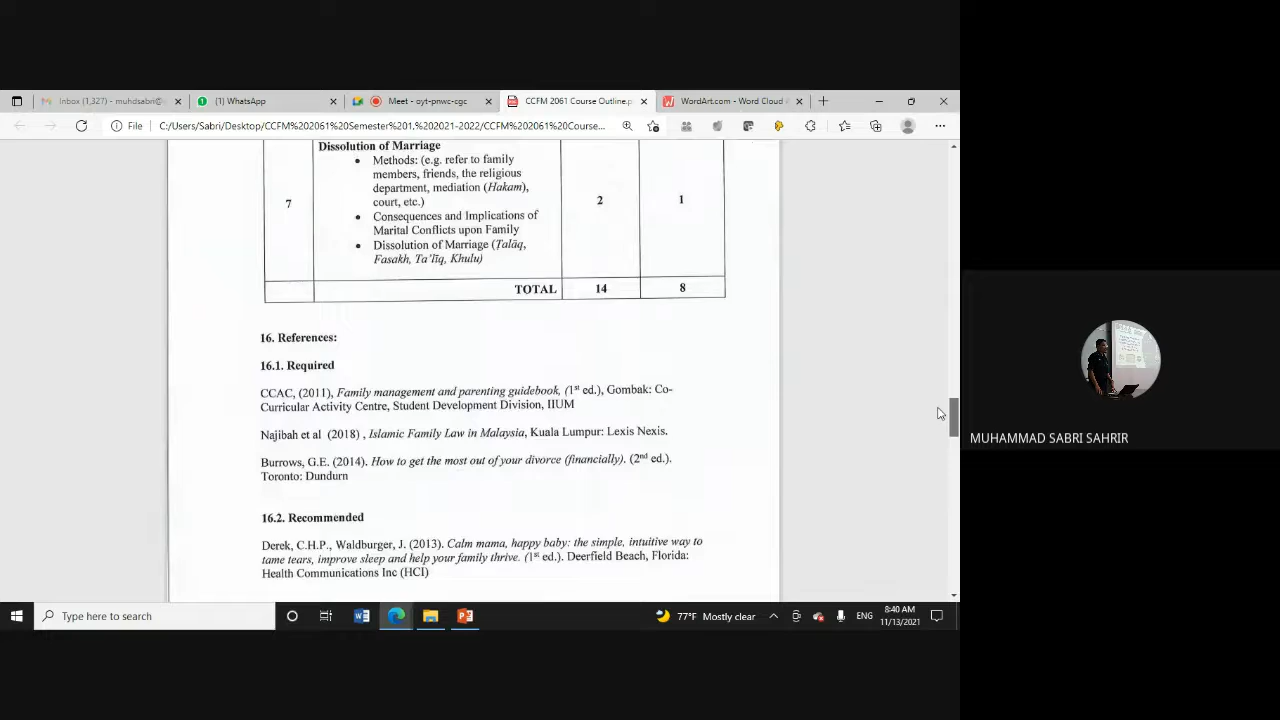 Inbox (1,327) - muhdsabri@
(1) WhatsApp
Meet - oyt-pnwc-cgc
CCFM 2061 Course Outline.p
WordArt.com - Word Cloud A
File
C:/Users/Sabri/Desktop/CCFM%202061%20Semester%201,%202021-2022/CCFM%202061%20Course...
Dissolution of Marriage
• Methods: (e.g. refer to family
members, friends, the religious
department, mediation (Hakam),
court, etc.)
7
2
1
• Consequences and Implications of
Marital Conflicts upon Family
• Dissolution of Marriage (Ṭalāq,
Fasakh, Ta'līq, Khulu)
TOTAL 14 8
16. References:
16.1. Required
CCAC, (2011), Family management and parenting guidebook, (1st ed.), Gombak: Co-
Curricular Activity Centre, Student Development Division, IIUM
Najibah et al (2018) , Islamic Family Law in Malaysia, Kuala Lumpur: Lexis Nexis.
Burrows, G.E. (2014). How to get the most out of your divorce (financially). (2nd ed.).
Toronto: Dundurn
16.2. Recommended
Derek, C.H.P., Waldburger, J. (2013). Calm mama, happy baby: the simple, intuitive way to
tame tears, improve sleep and help your family thrive. (1st ed.). Deerfield Beach, Florida:
Health Communications Inc (HCI)
MUHAMMAD SABRI SAHRIR
Type here to search
77°F Mostly clear
ENG
8:40 AM
11/13/2021